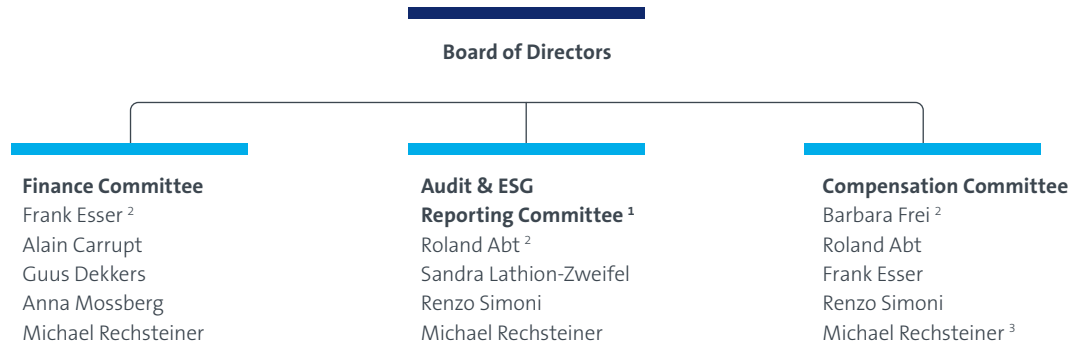 Board of Directors
Finance Committee
Frank Esser ²
Alain Carrupt
Guus Dekkers
Anna Mossberg
Michael Rechsteiner
Audit & ESG
Reporting Committee ¹
Roland Abt ²
Sandra Lathion-Zweifel
Renzo Simoni
Michael Rechsteiner
Compensation Committee
Barbara Frei ²
Roland Abt
Frank Esser
Renzo Simoni
Michael Rechsteiner ³